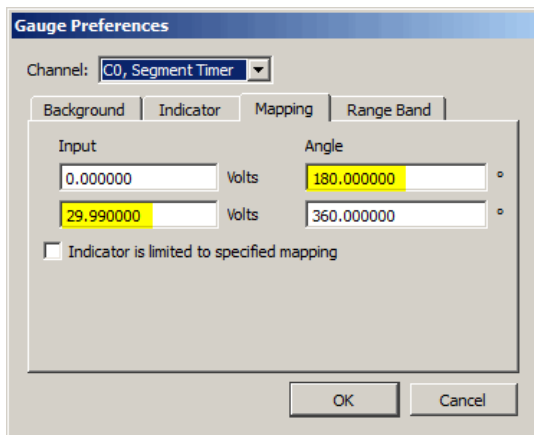 Gauge Preferences
Channel: C0, Segment Timer
Background Indicator Mapping Range Band
Input Angle
0.000000 Volts 180.000000 °
29.990000 Volts 360.000000 °
Indicator is limited to specified mapping
OK Cancel